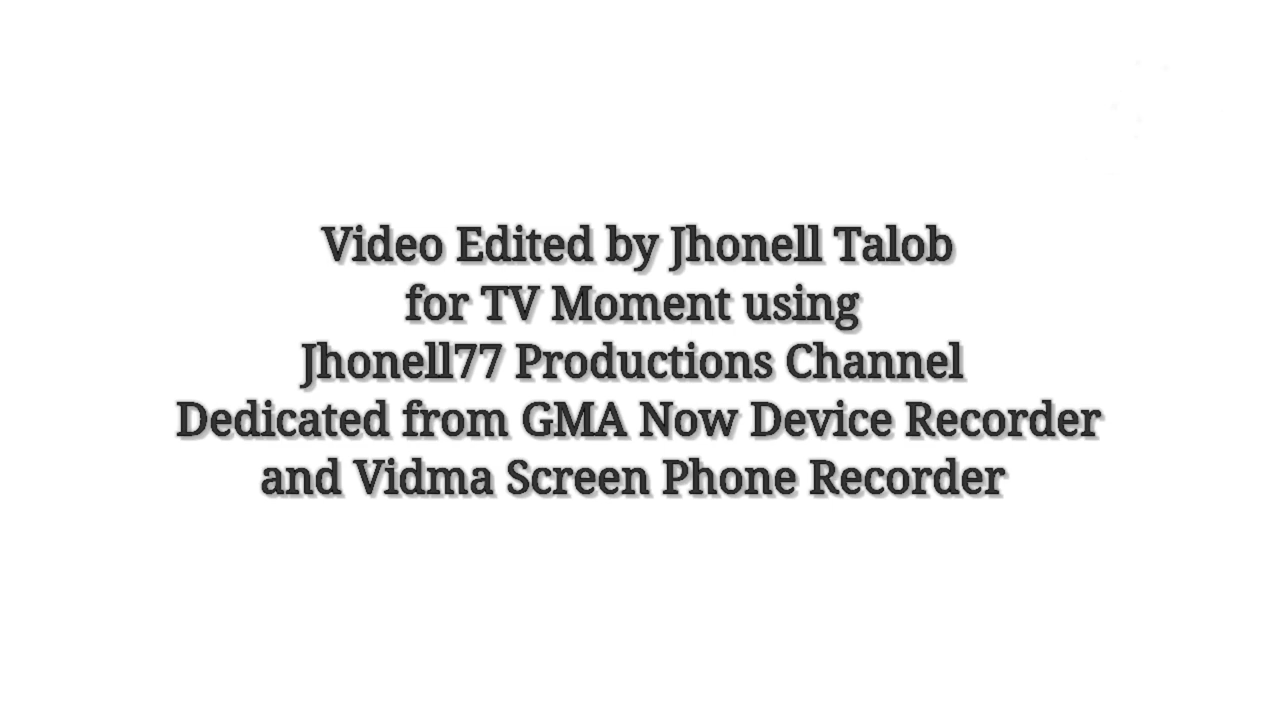 Video Edited by Jhonell Talob
for TV Moment using
Jhonell77 Productions Channel
Dedicated from GMA Now Device Recorder
and Vidma Screen Phone Recorder